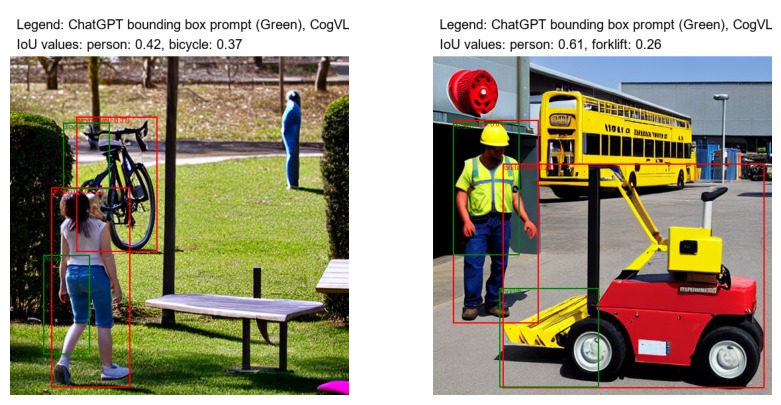 Legend: ChatGPT bounding box prompt (Green), CogVL
IoU values: person: 0.42, bicycle: 0.37
Legend: ChatGPT bounding box prompt (Green), CogVL
IoU values: person: 0.61, forklift: 0.26